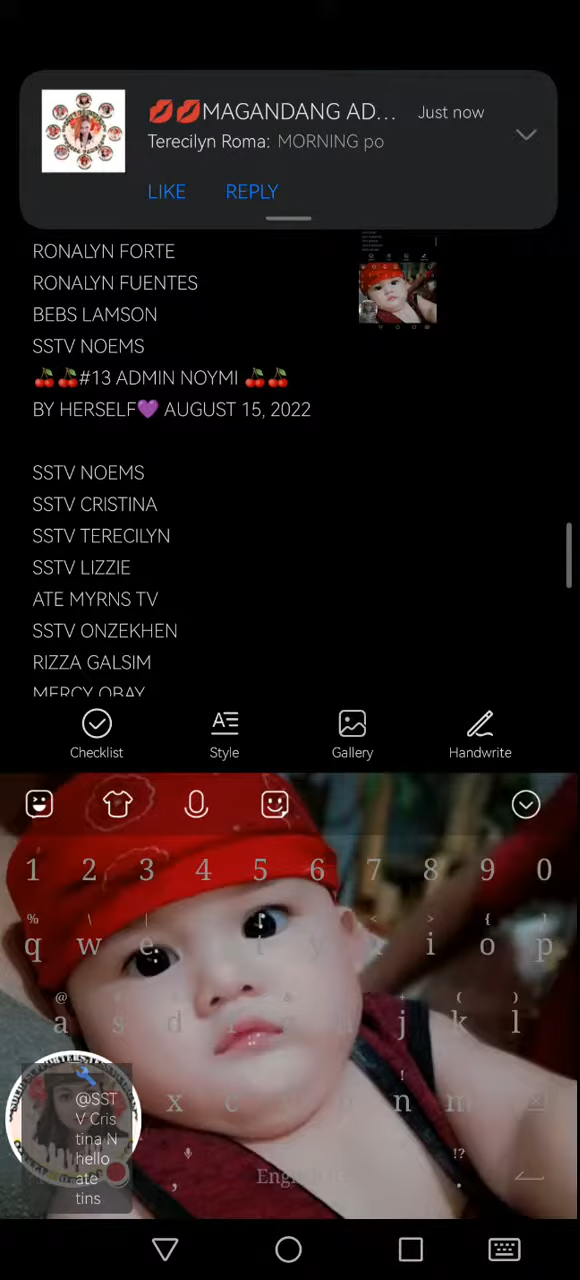 💋💋MAGANDANG AD... Just now
Terecilyn Roma: MORNING po
LIKE REPLY
RONALYN FORTE
RONALYN FUENTES
BEBS LAMSON
SSTV NOEMS
🍒🍒#13 ADMIN NOYMI 🍒🍒
BY HERSELF💜 AUGUST 15, 2022
SSTV NOEMS
SSTV CRISTINA
SSTV TERECILYN
SSTV LIZZIE
ATE MYRNS TV
SSTV ONZEKHEN
RIZZA GALSIM
MERCY OBAY
Checklist Style Gallery Handwrite
1 2 3 4 5 6 7 8 9 0
% \ | < > { }
q w e t y i o p
@ & + ( )
a s d j k l
!
x c n m
@SST
V Cris
tina N
hello
ate
tins
!?
, .